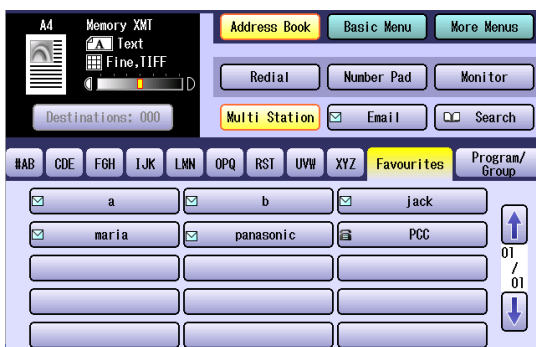 A4 Memory XMT
A Text
Fine,TIFF
D
Destinations: 000
Address Book Basic Menu More Menus
Redial Number Pad Monitor
Multi Station Email Search
#AB CDE FGH IJK LMN OPQ RST UVW XYZ Favourites Program/
Group
a b jack
maria panasonic PCC
01
/
01